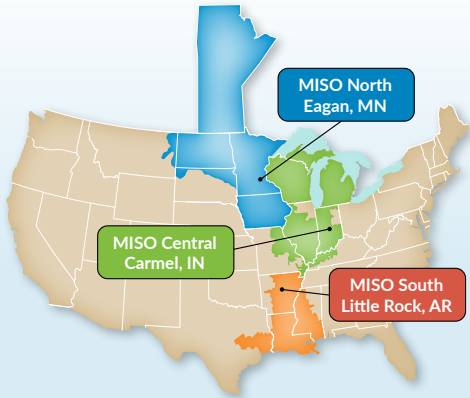 MISO North
Eagan, MN
MISO Central
Carmel, IN
MISO South
Little Rock, AR